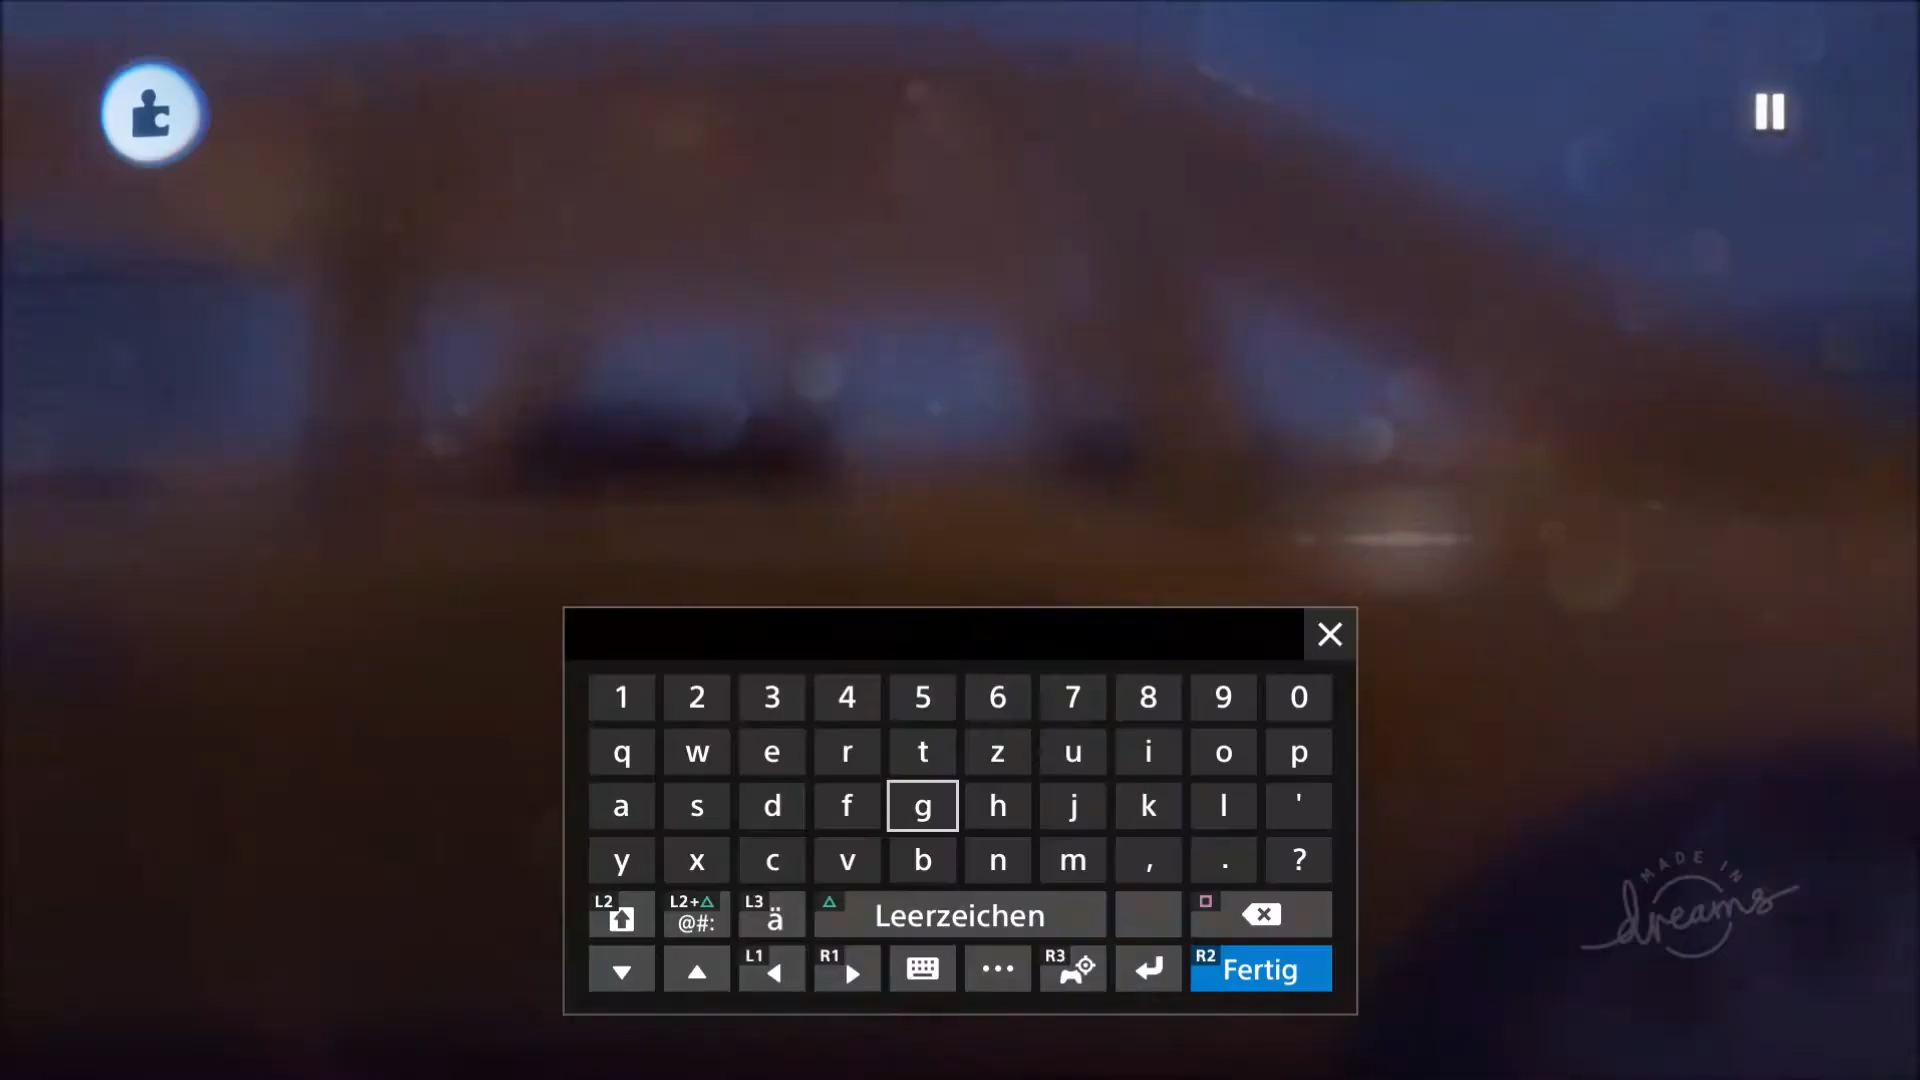 1 2 3 4 5 6 7 8 9 0
q w e r t z u i o p
a s d f g h j k l '
y x c v b n m , . ?
L2 L2+△ @#: L3 ä △ Leerzeichen □
L1 R1 ... R3 R2 Fertig
MADE IN
dreams